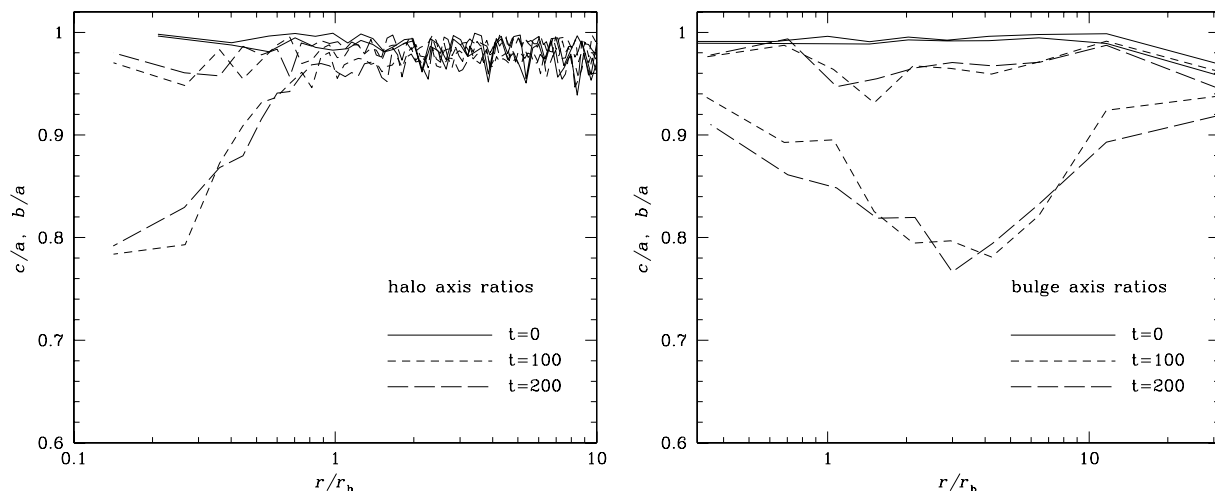 1
0.9
0.8
0.7
0.6
c/a, b/a
halo axis ratios
t=0
t=100
t=200
0.1
1
10
r/r_h
1
0.9
0.8
0.7
0.6
c/a, b/a
bulge axis ratios
t=0
t=100
t=200
1
10
r/r_b